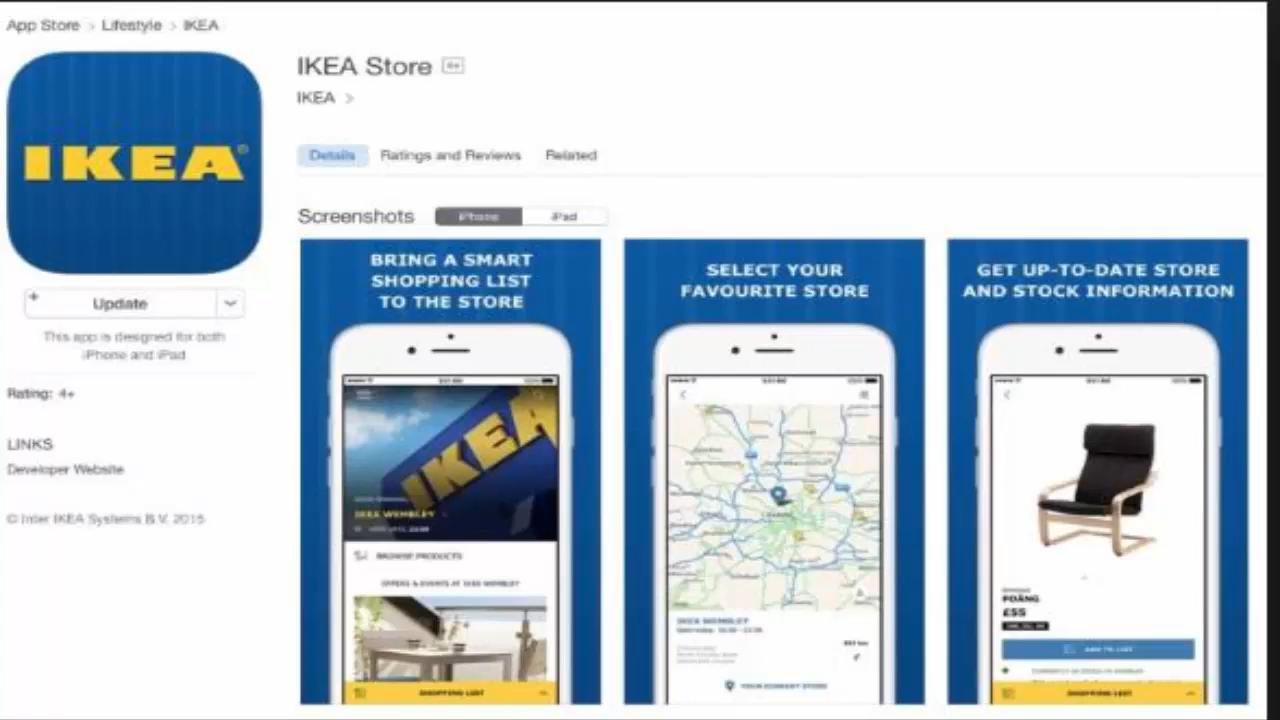 App Store > Lifestyle > IKEA
IKEA®
IKEA Store 4+
IKEA >
Details Ratings and Reviews Related
Screenshots iPhone iPad
+ Update
This app is designed for both
iPhone and iPad
Rating: 4+
LINKS
Developer Website
© Inter IKEA Systems B.V. 2015
BRING A SMART
SHOPPING LIST
TO THE STORE
IKEA
IKEA WEMBLEY
BROWSE PRODUCTS
OFFERS & EVENTS AT IKEA WEMBLEY
SHOPPING LIST
SELECT YOUR
FAVOURITE STORE
IKEA WEMBLEY
YOUR CURRENT STORE
GET UP-TO-DATE STORE
AND STOCK INFORMATION
POÄNG
£55
ADD TO LIST
SHOPPING LIST